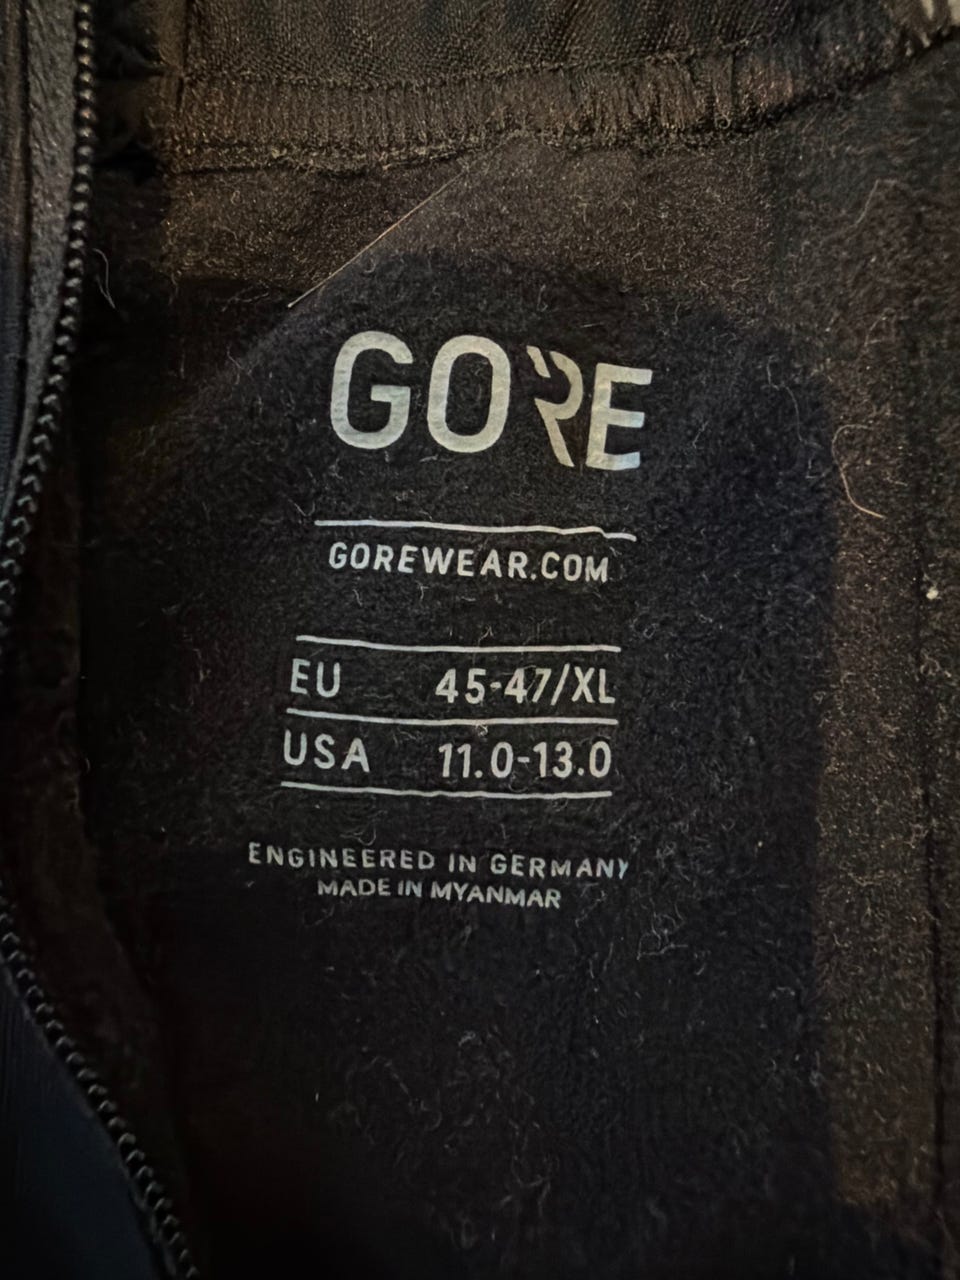 GORE
GOREWEAR.COM
EU 45-47/XL
USA 11.0-13.0
ENGINEERED IN GERMANY
MADE IN MYANMAR